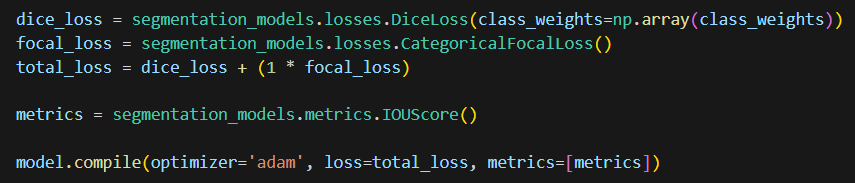 dice_loss = segmentation_models.losses.DiceLoss(class_weights=np.array(class_weights))
focal_loss = segmentation_models.losses.CategoricalFocalLoss()
total_loss = dice_loss + (1 * focal_loss)
metrics = segmentation_models.metrics.IOUScore()
model.compile(optimizer='adam', loss=total_loss, metrics=[metrics])